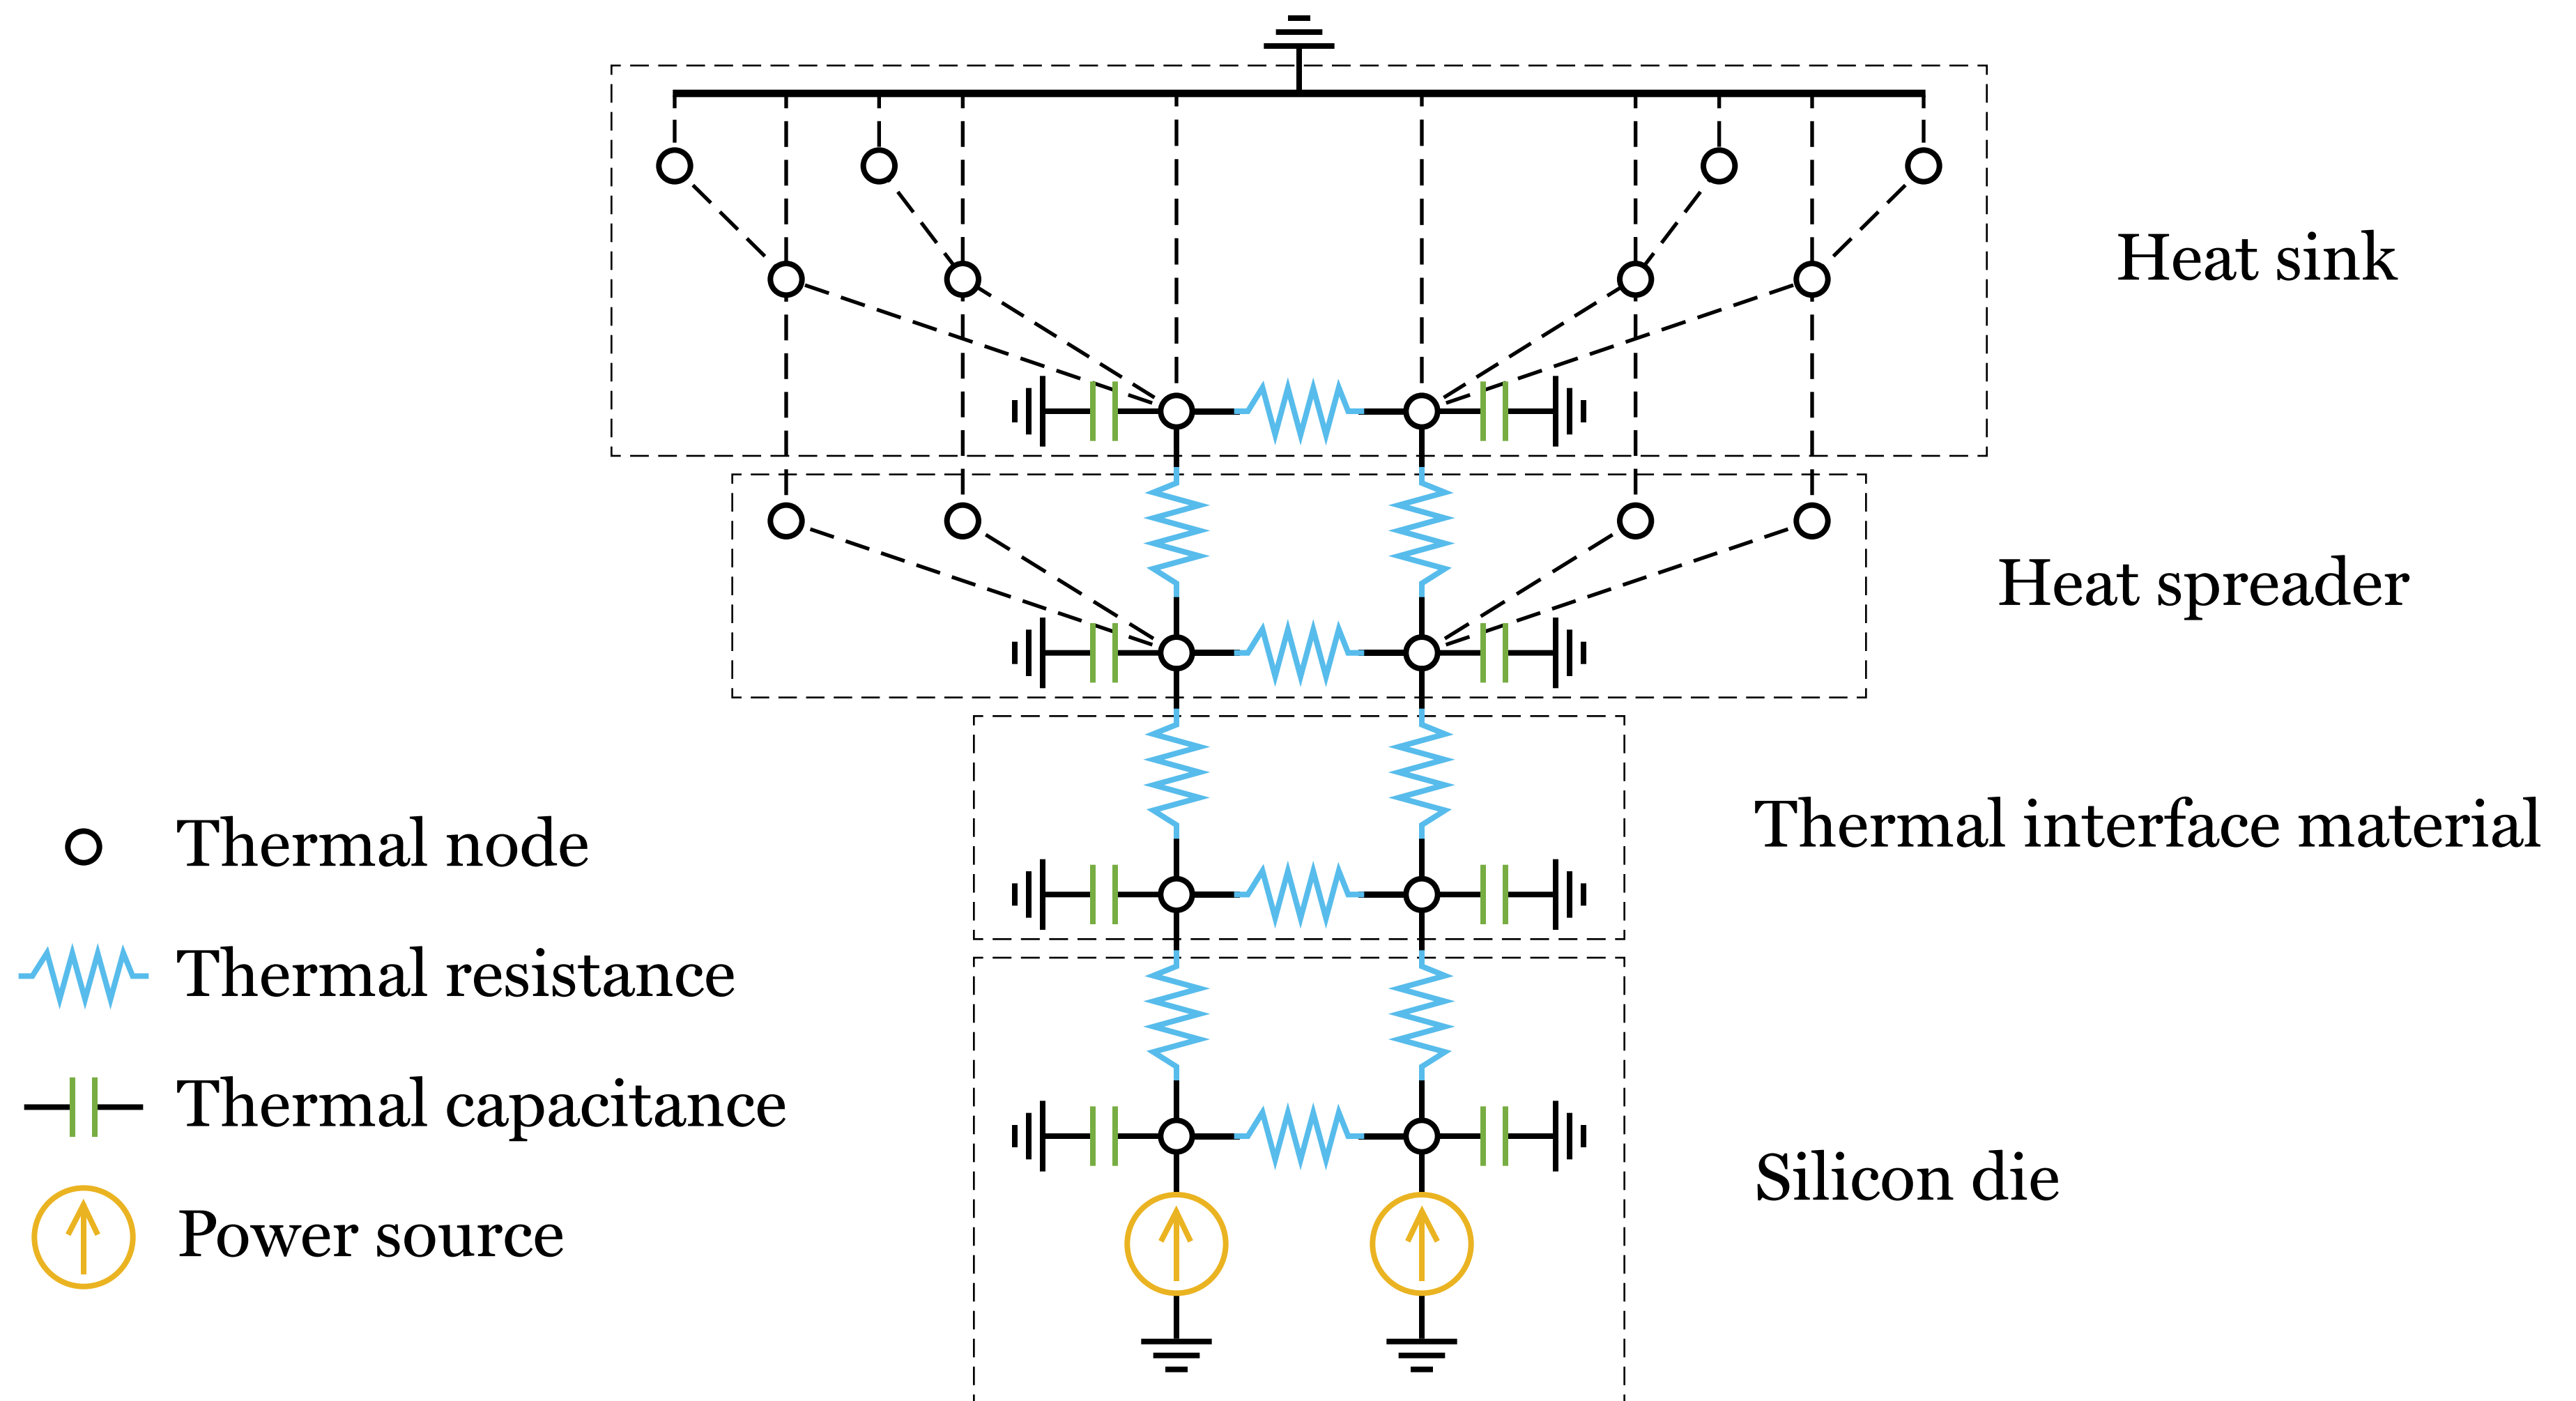 Heat sink
Heat spreader
Thermal interface material
Silicon die
Thermal node
Thermal resistance
Thermal capacitance
Power source